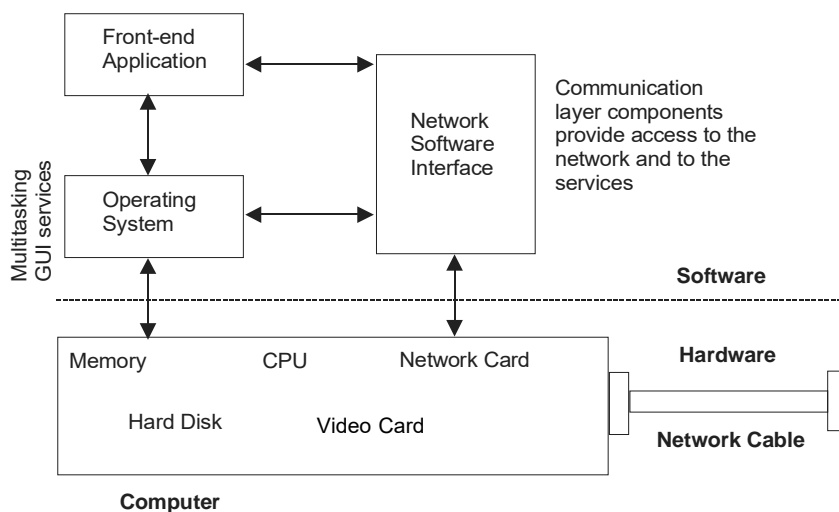 Front-end
Application
Network
Software
Interface
Communication
layer components
provide access to the
network and to the
services
Multitasking
GUI services
Operating
System
Software
Memory
CPU
Network Card
Hardware
Hard Disk
Video Card
Network Cable
Computer